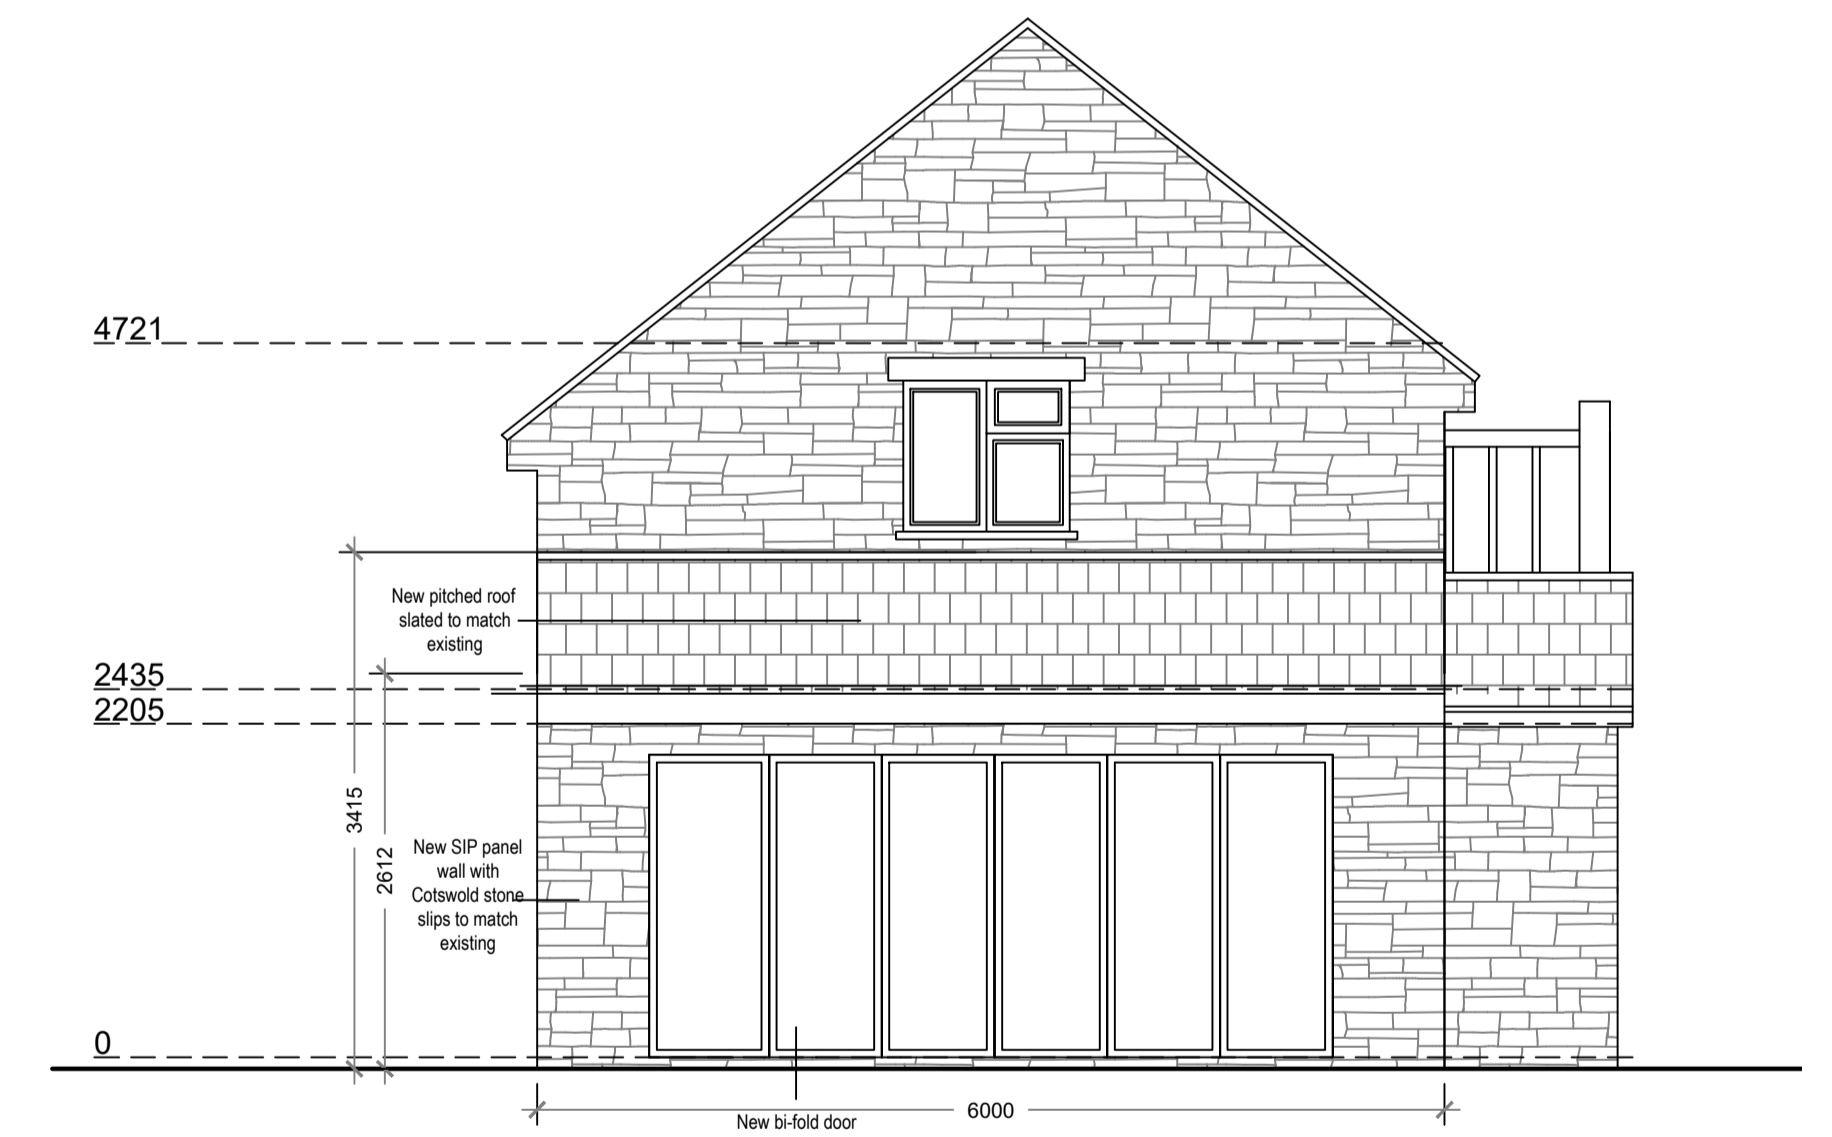 4721
New pitched roof
slated to match
existing
2435
2205
3415
2612
New SIP panel
wall with
Cotswold stone
slips to match
existing
0
6000
New bi-fold door